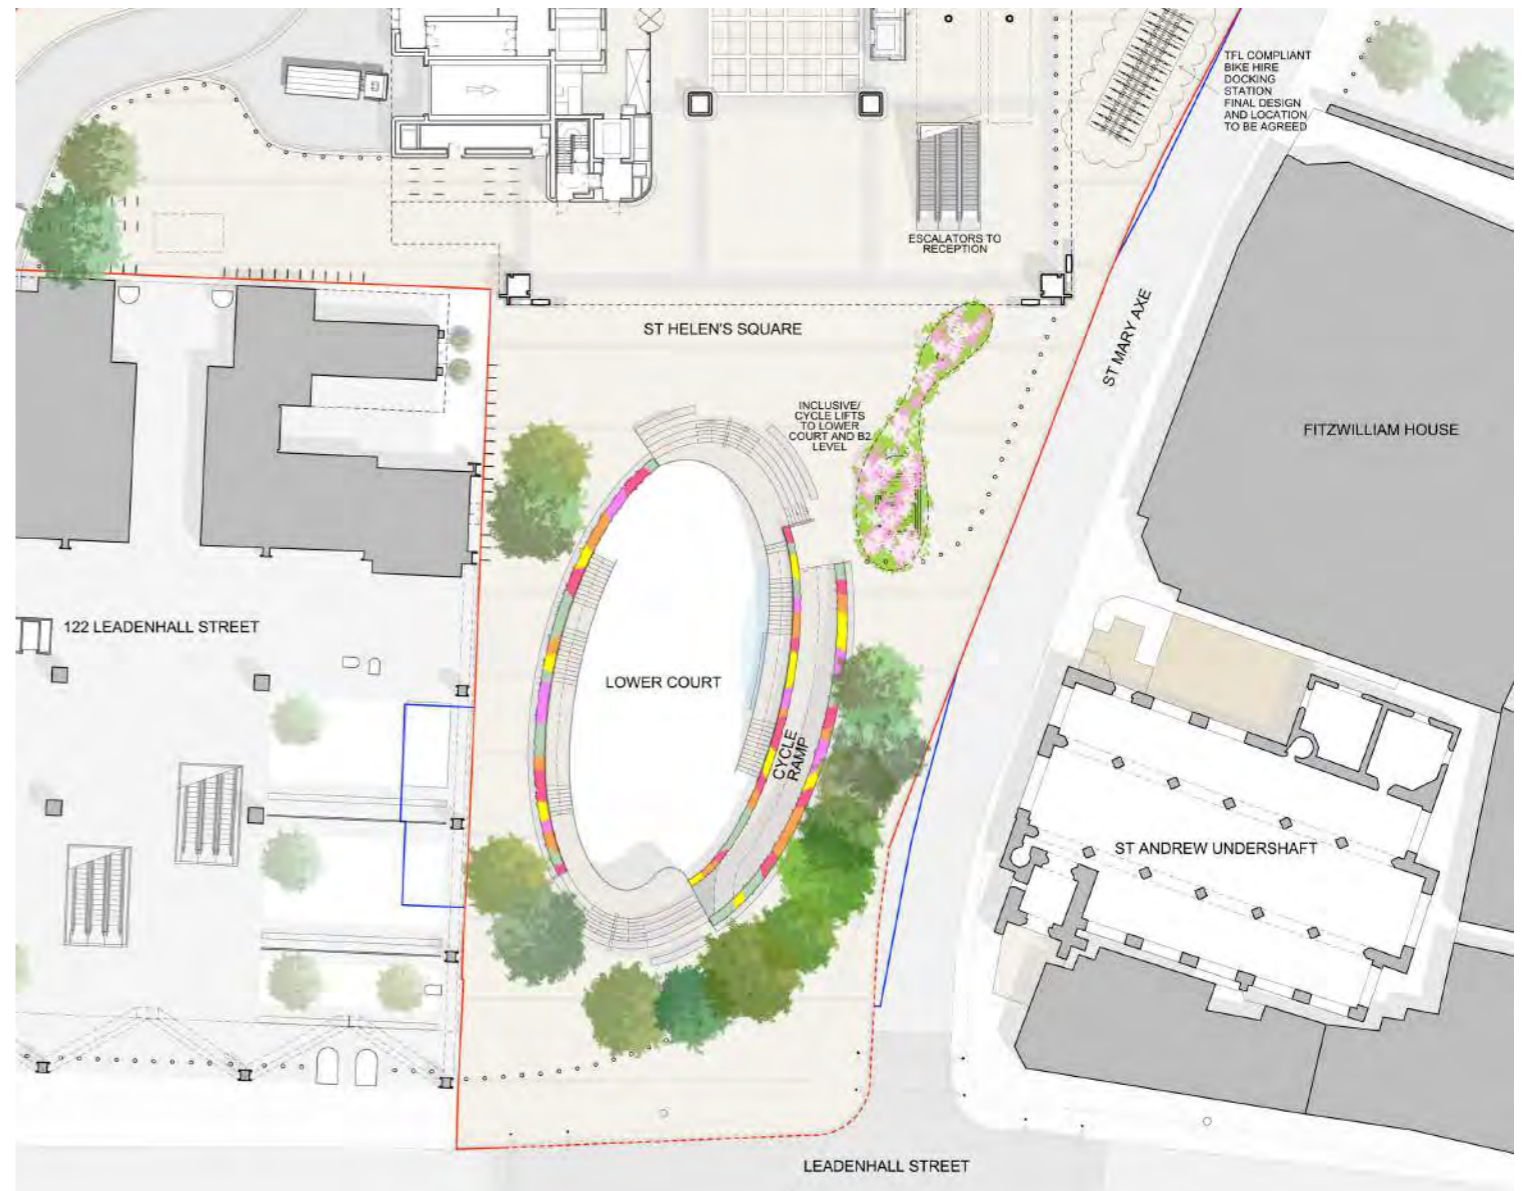 TFL COMPLIANT
BIKE HIRE
DOCKING
STATION
FINAL DESIGN
AND LOCATION
TO BE AGREED
ESCALATORS TO
RECEPTION
ST HELEN'S SQUARE
ST MARY AXE
INCLUSIVE/
CYCLE LIFTS
TO LOWER
COURT AND B2
LEVEL
FITZWILLIAM HOUSE
122 LEADENHALL STREET
LOWER COURT
CYCLE
RAMP
ST ANDREW UNDERSHAFT
LEADENHALL STREET